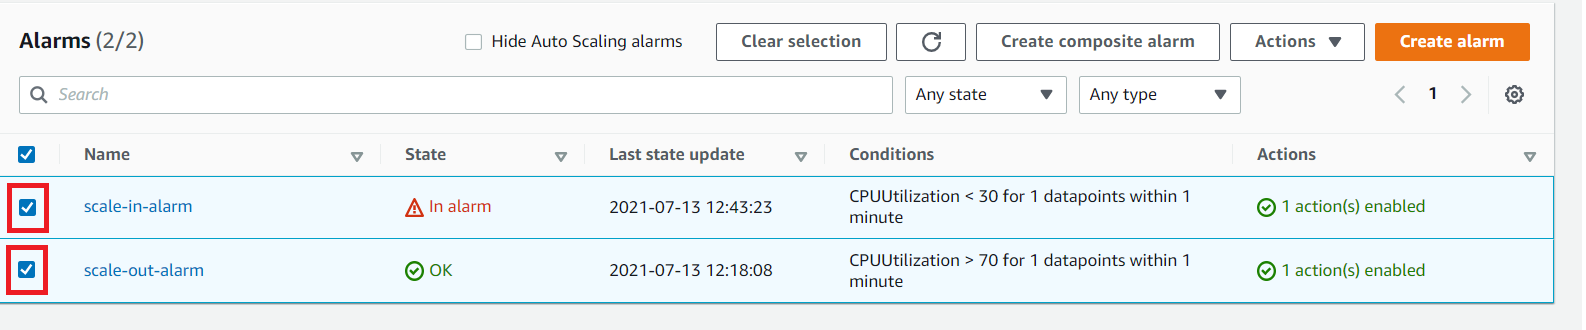 Alarms (2/2)
Hide Auto Scaling alarms
Clear selection
Create composite alarm
Actions
Create alarm
Search
Any state
Any type
1
Name
State
Last state update
Conditions
Actions
scale-in-alarm
In alarm
2021-07-13 12:43:23
CPUUtilization < 30 for 1 datapoints within 1
minute
1 action(s) enabled
scale-out-alarm
OK
2021-07-13 12:18:08
CPUUtilization > 70 for 1 datapoints within 1
minute
1 action(s) enabled